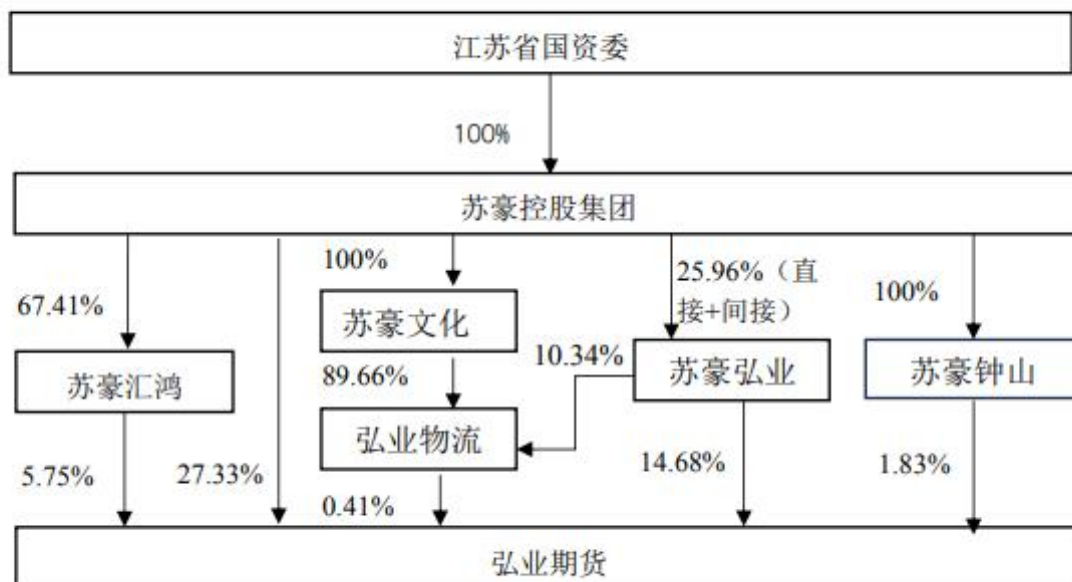 江苏省国资委
100%
苏豪控股集团
67.41%
100%
25.96%（直
接+间接）
100%
苏豪汇鸿
苏豪文化
苏豪弘业
苏豪钟山
89.66%
10.34%
弘业物流
5.75%
27.33%
0.41%
14.68%
1.83%
弘业期货